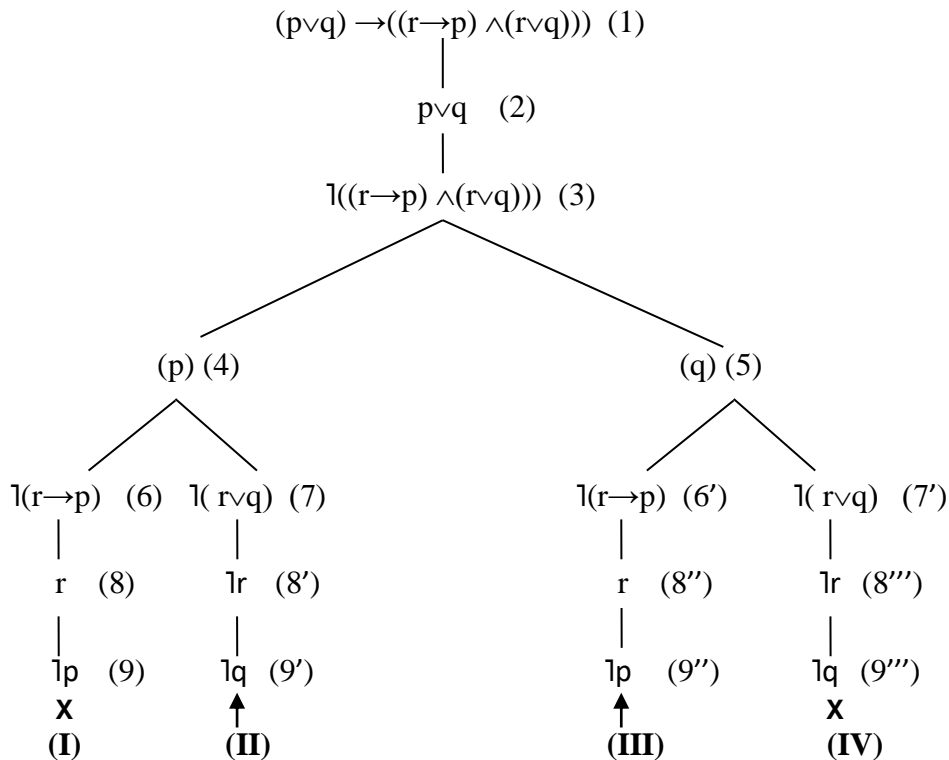 (p∨q) →((r→p) ∧(r∨q))) (1)
p∨q (2)
˥((r→p) ∧(r∨q))) (3)
(p) (4) (q) (5)
˥(r→p) (6) ˥( r∨q) (7) ˥(r→p) (6’) ˥( r∨q) (7’)
r (8) ˥r (8’) r (8’’) ˥r (8’’’)
˥p (9) ˥q (9’) ˥p (9’’) ˥q (9’’’)
X X
(I) (II) (III) (IV)